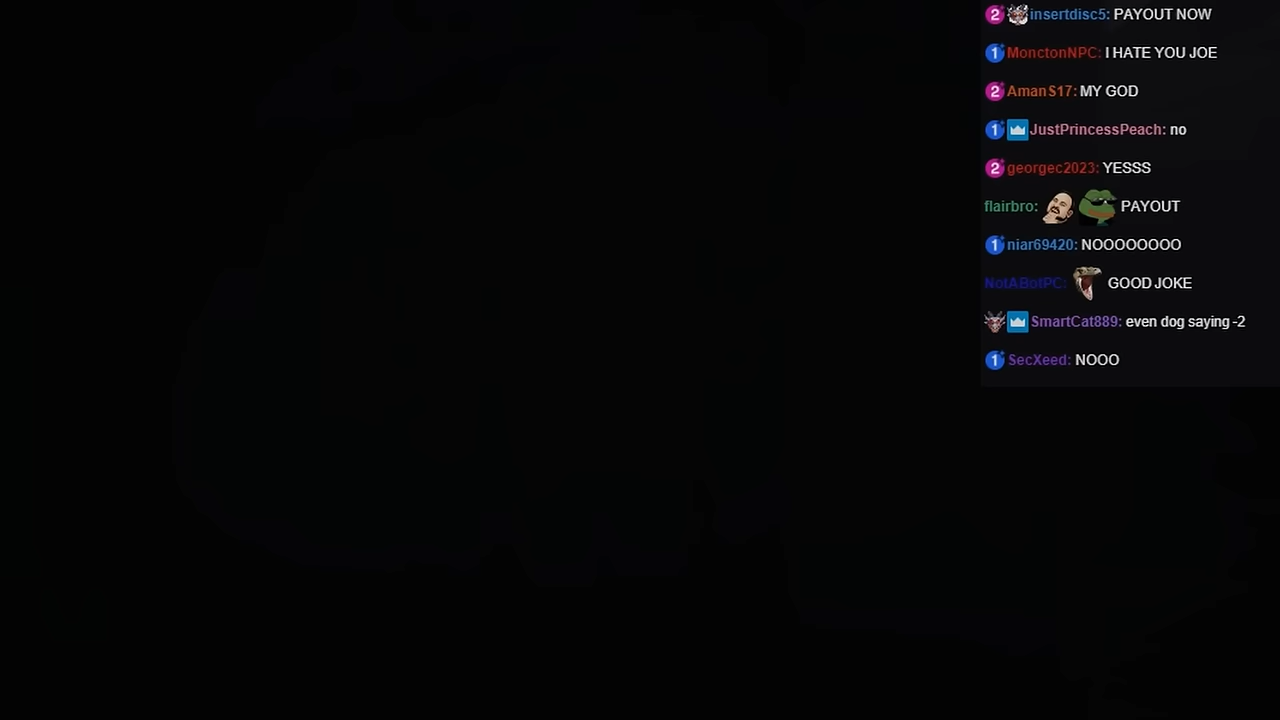 2 insertdisc5: PAYOUT NOW
1 MonctonNPC: I HATE YOU JOE
2 AmanS17: MY GOD
1 JustPrincessPeach: no
2 georgec2023: YESSS
flairbro: PAYOUT
1 niar69420: NOOOOOOOO
NotABotPC: GOOD JOKE
SmartCat889: even dog saying -2
1 SecXeed: NOOO